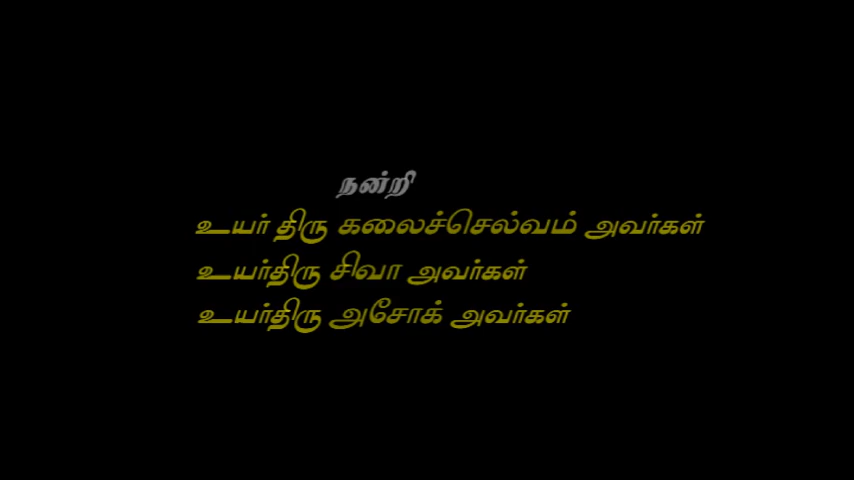 நன்றி
உயர் திரு கலைச்செல்வம் அவர்கள்
உயர்திரு சிவா அவர்கள்
உயர்திரு அசோக் அவர்கள்